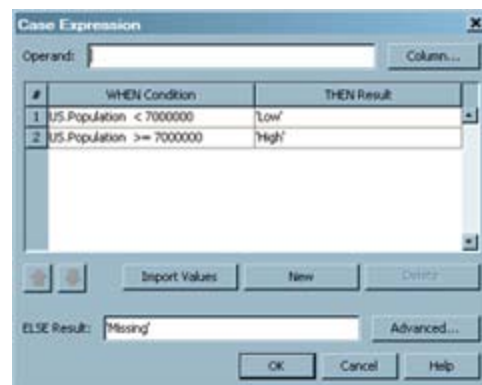 Case Expression
Operand: Column...
# WHEN Condition THEN Result
1 US.Population < 7000000 'Low'
2 US.Population >= 7000000 'High'
Import Values New Delete
ELSE Result: 'Missing' Advanced...
OK Cancel Help